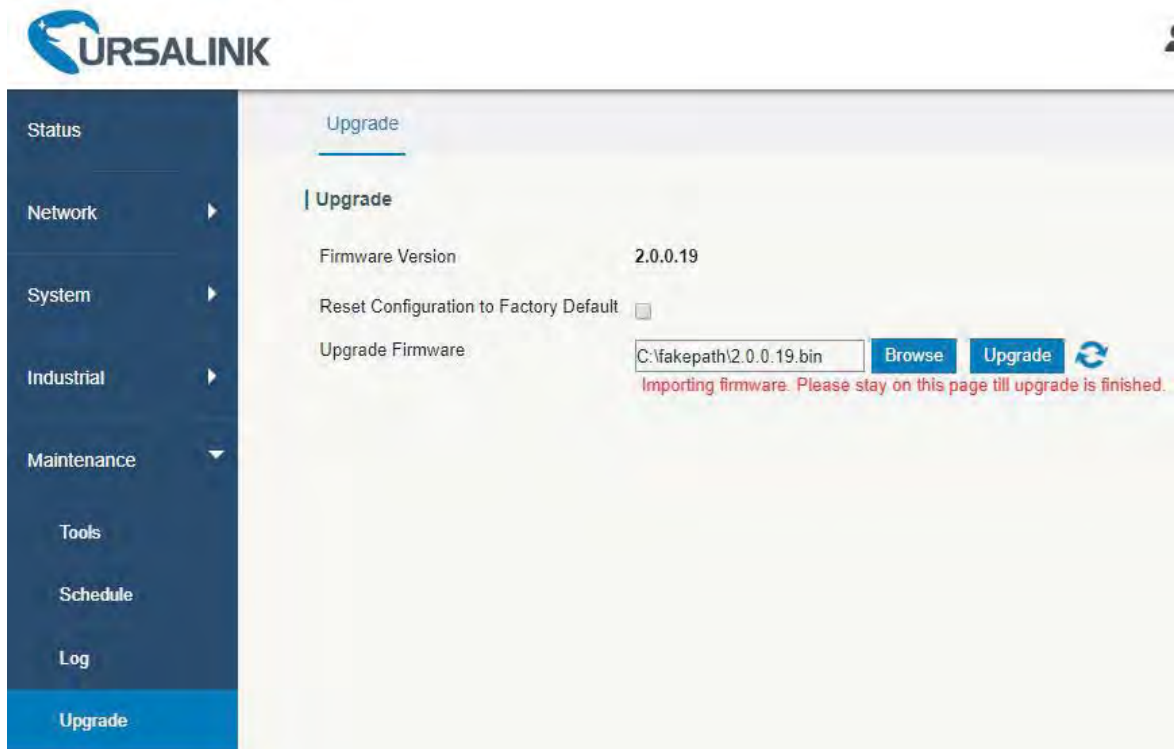 URSALINK
Status
Network
System
Industrial
Maintenance
Tools
Schedule
Log
Upgrade
Upgrade
Upgrade
Firmware Version 2.0.0.19
Reset Configuration to Factory Default
Upgrade Firmware C:\fakepath\2.0.0.19.bin Browse Upgrade
Importing firmware. Please stay on this page till upgrade is finished.